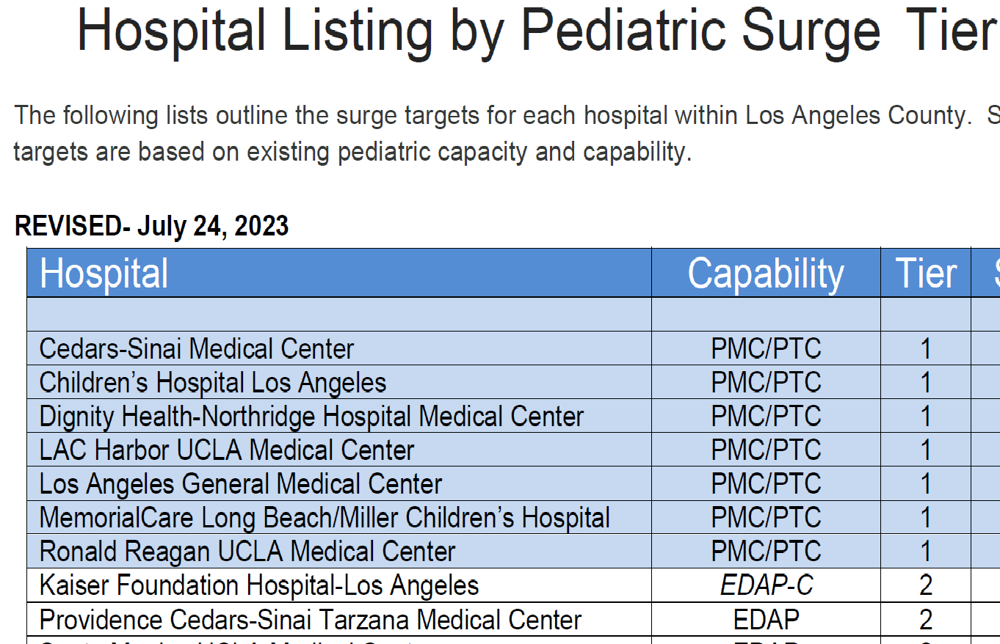 Hospital Listing by Pediatric Surge Tier
The following lists outline the surge targets for each hospital within Los Angeles County.
targets are based on existing pediatric capacity and capability.
REVISED- July 24, 2023
Hospital Capability Tier
Cedars-Sinai Medical Center PMC/PTC 1
Children’s Hospital Los Angeles PMC/PTC 1
Dignity Health-Northridge Hospital Medical Center PMC/PTC 1
LAC Harbor UCLA Medical Center PMC/PTC 1
Los Angeles General Medical Center PMC/PTC 1
MemorialCare Long Beach/Miller Children’s Hospital PMC/PTC 1
Ronald Reagan UCLA Medical Center PMC/PTC 1
Kaiser Foundation Hospital-Los Angeles EDAP-C 2
Providence Cedars-Sinai Tarzana Medical Center EDAP 2